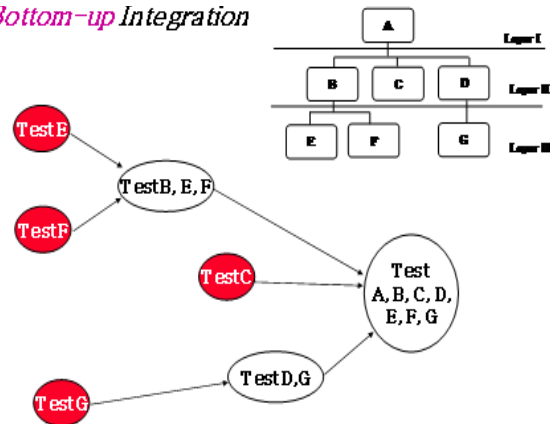 Bottom-up Integration
A
Layer I
B
C
D
Layer II
E
F
G
Layer III
Test E
Test B, E, F
Test F
Test C
Test
A, B, C, D,
E, F, G
Test D,G
Test G